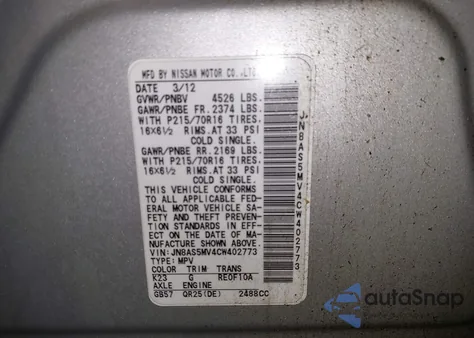 MFD BY NISSAN MOTOR CO.,LTD.
DATE 3/12
GVWR/PNBV 4526 LBS.
GAWR/PNBE FR. 2374 LBS.
WITH P215/70R16 TIRES.
16X6½ RIMS. AT 33 PSI
COLD SINGLE.
GAWR/PNBE RR. 2169 LBS.
WITH P215/70R16 TIRES.
16X6½ RIMS. AT 33 PSI
COLD SINGLE.
THIS VEHICLE CONFORMS
TO ALL APPLICABLE FED-
ERAL MOTOR VEHICLE SAF-
ETY AND THEFT PREVENT-
ION STANDARDS IN EFF-
ECT ON THE DATE OF MA-
NUFACTURE SHOWN ABOVE.
VIN: JN8AS5MV4CW402773
TYPE: MPV
COLOR TRIM TRANS
K23 G RE0F10A
AXLE ENGINE
GB57 QR25(DE) 2488CC
JN8AS5MV4CW402773
autoSnap